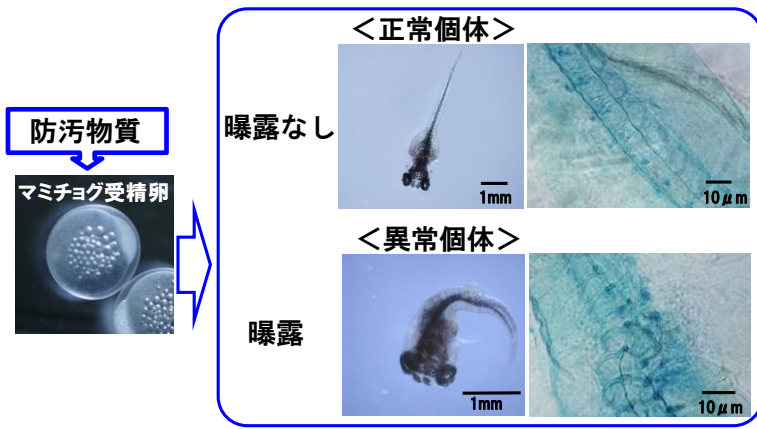 防汚物質
マミチョグ受精卵
<正常個体>
曝露なし
1mm
10μm
<異常個体>
曝露
1mm
10μm